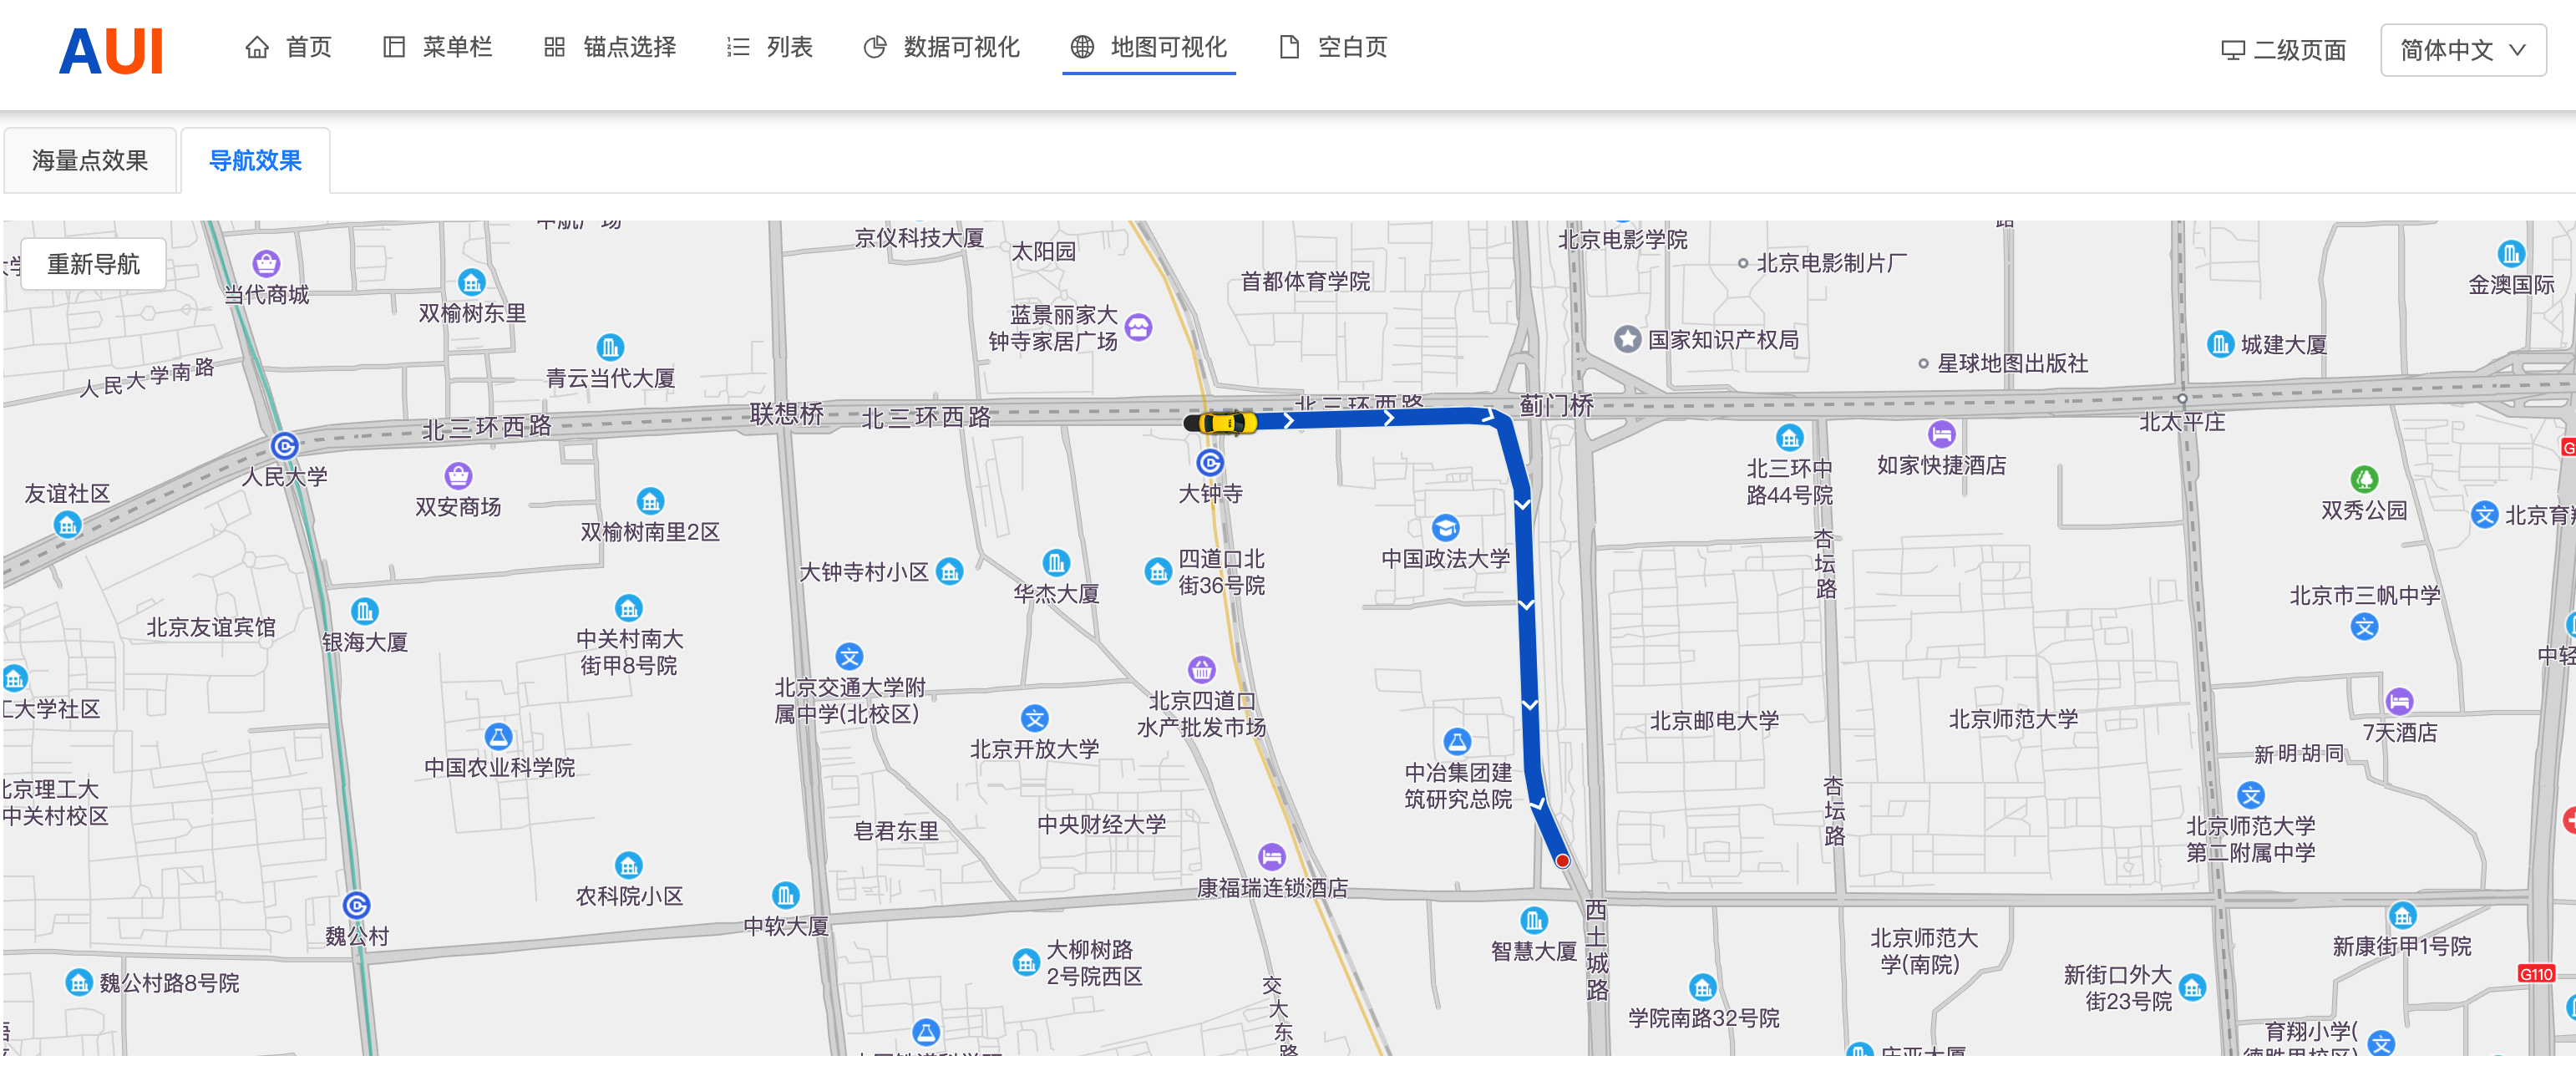 AUI
首页
菜单栏
锚点选择
列表
数据可视化
地图可视化
空白页
二级页面
简体中文
海量点效果
导航效果
重新导航
京仪科技大厦
太阳园
北京电影学院
北京电影制片厂
当代商城
双榆树东里
首都体育学院
金澳国际
蓝景丽家大
钟寺家居广场
国家知识产权局
城建大厦
星球地图出版社
人民大学南路
青云当代大厦
北三环西路
联想桥
北三环西路
北三环西路
蓟门桥
北太平庄
人民大学
双安商场
友谊社区
大钟寺
北三环中
路44号院
如家快捷酒店
双秀公园
双榆树南里2区
中国政法大学
杏坛路
大钟寺村小区
华杰大厦
四道口北
街36号院
北京市三帆中学
北京友谊宾馆
银海大厦
中关村南大
街甲8号院
北京交通大学附
属中学(北校区)
北京四道口
水产批发市场
北京邮电大学
北京师范大学
7天酒店
工大学社区
中国农业科学院
北京开放大学
新明胡同
中冶集团建
筑研究总院
北京理工大
中关村校区
皂君东里
中央财经大学
杏坛路
北京师范大学
第二附属中学
农科院小区
康福瑞连锁酒店
魏公村
中软大厦
智慧大厦
西土城路
北京师范大
学(南院)
新康街甲1号院
大柳树路
2号院西区
魏公村路8号院
交大东路
学院南路32号院
新街口外大
街23号院
G110
育翔小学(